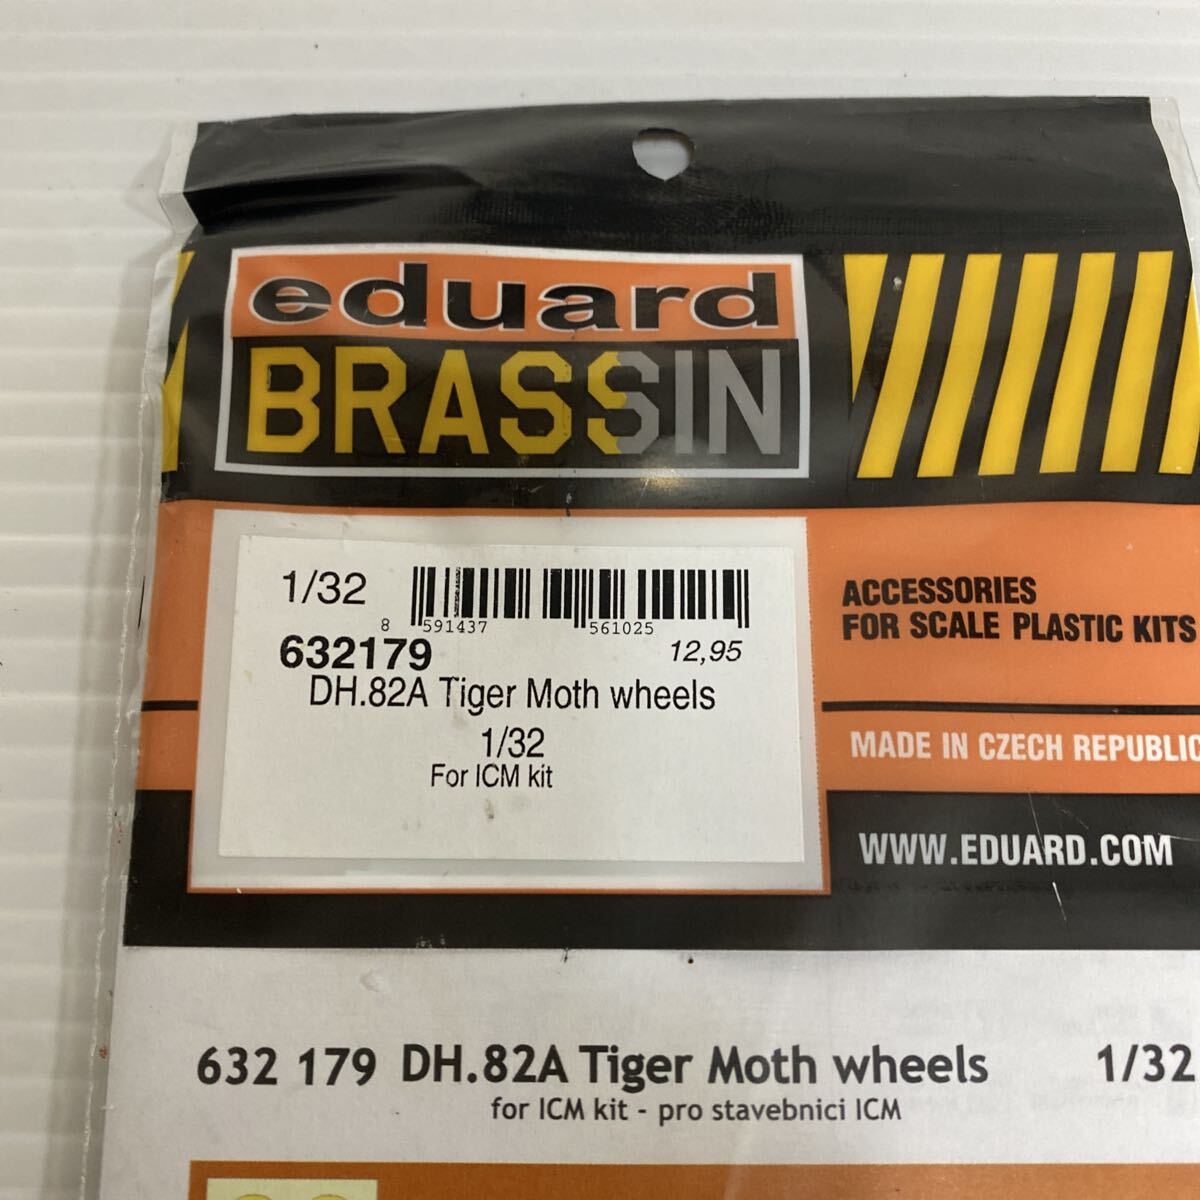 eduard
BRASSIN
1/32
8 591437 561025
632179 12,95
DH.82A Tiger Moth wheels
1/32
For ICM kit
ACCESSORIES
FOR SCALE PLASTIC KITS
MADE IN CZECH REPUBLIC
WWW.EDUARD.COM
632 179 DH.82A Tiger Moth wheels 1/32
for ICM kit - pro stavebnici ICM